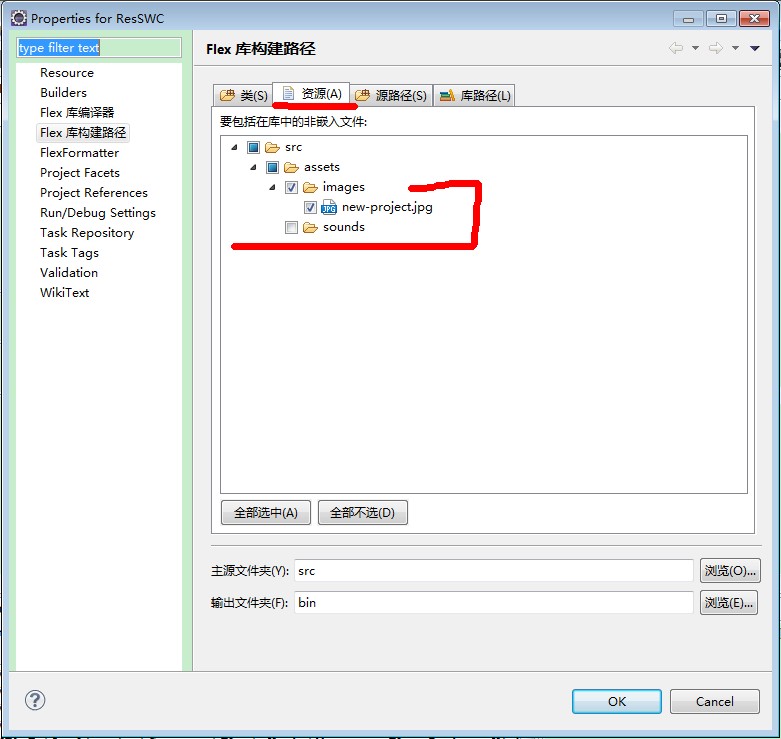 Properties for ResSWC
type filter text
Resource
Builders
Flex 库编译器
Flex 库构建路径
FlexFormatter
Project Facets
Project References
Run/Debug Settings
Task Repository
Task Tags
Validation
WikiText
Flex 库构建路径
类(S) 资源(A) 源路径(S) 库路径(L)
要包括在库中的非嵌入文件:
src
assets
images
JPG new-project.jpg
sounds
全部选中(A) 全部不选(D)
主源文件夹(Y): src 浏览(O)...
输出文件夹(F): bin 浏览(E)...
? OK Cancel